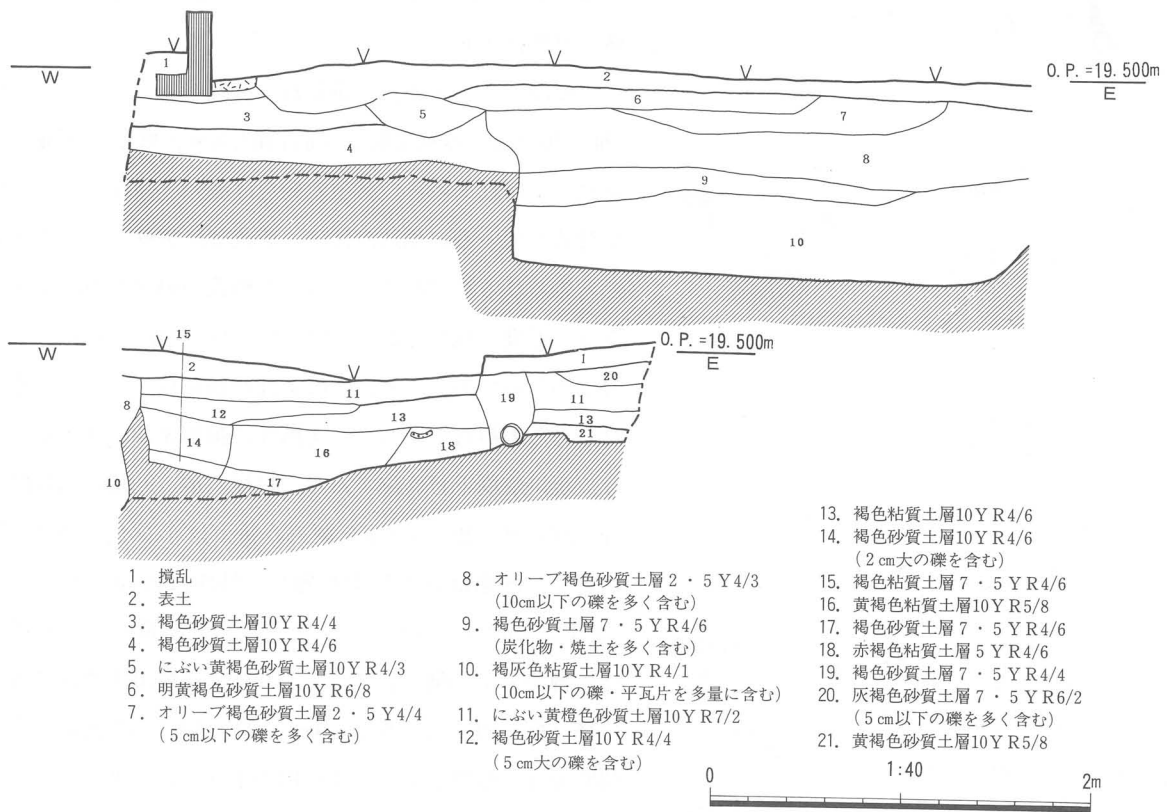 W
1
2
O. P. =19. 500m
E
3
4
5
6
7
8
9
10
15
W
O. P. =19. 500m
E
2
1
20
8
11
19
11
12
13
13
21
14
16
18
10
17
1. 撹乱
2. 表土
3. 褐色砂質土層10YR4/4
4. 褐色砂質土層10YR4/6
5. にぶい黄褐色砂質土層10YR4/3
6. 明黄褐色砂質土層10YR6/8
7. オリーブ褐色砂質土層2・5Y4/4
(5cm以下の礫を多く含む)
8. オリーブ褐色砂質土層2・5Y4/3
(10cm以下の礫を多く含む)
9. 褐色砂質土層7・5YR4/6
(炭化物・焼土を多く含む)
10. 褐灰色粘質土層10YR4/1
(10cm以下の礫・平瓦片を多量に含む)
11. にぶい黄橙色砂質土層10YR7/2
12. 褐色砂質土層10YR4/4
(5cm大の礫を含む)
13. 褐色粘質土層10YR4/6
14. 褐色砂質土層10YR4/6
(2cm大の礫を含む)
15. 褐色粘質土層7・5YR4/6
16. 黄褐色粘質土層10YR5/8
17. 褐色砂質土層7・5YR4/6
18. 赤褐色粘質土層5YR4/6
19. 褐色砂質土層7・5YR4/4
20. 灰褐色砂質土層7・5YR6/2
(5cm以下の礫を多く含む)
21. 黄褐色砂質土層10YR5/8
0
1:40
2m